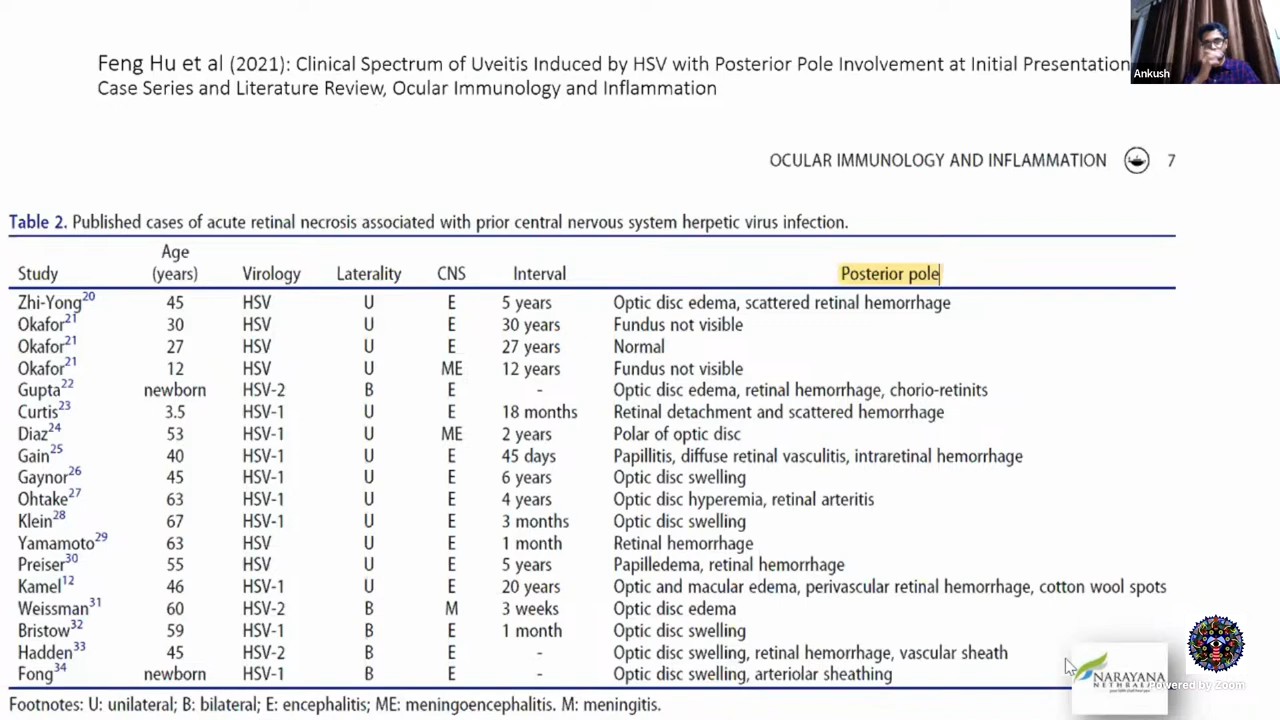 Feng Hu et al (2021): Clinical Spectrum of Uveitis Induced by HSV with Posterior Pole Involvement at Initial Presentation
Case Series and Literature Review, Ocular Immunology and Inflammation
Ankush
OCULAR IMMUNOLOGY AND INFLAMMATION 7
Table 2. Published cases of acute retinal necrosis associated with prior central nervous system herpetic virus infection.
Study Age (years) Virology Laterality CNS Interval Posterior pole
Zhi-Yong20 45 HSV U E 5 years Optic disc edema, scattered retinal hemorrhage
Okafor21 30 HSV U E 30 years Fundus not visible
Okafor21 27 HSV U E 27 years Normal
Okafor21 12 HSV U ME 12 years Fundus not visible
Gupta22 newborn HSV-2 B E - Optic disc edema, retinal hemorrhage, chorio-retinits
Curtis23 3.5 HSV-1 U E 18 months Retinal detachment and scattered hemorrhage
Diaz24 53 HSV-1 U ME 2 years Polar of optic disc
Gain25 40 HSV-1 U E 45 days Papillitis, diffuse retinal vasculitis, intraretinal hemorrhage
Gaynor26 45 HSV-1 U E 6 years Optic disc swelling
Ohtake27 63 HSV-1 U E 4 years Optic disc hyperemia, retinal arteritis
Klein28 67 HSV-1 U E 3 months Optic disc swelling
Yamamoto29 63 HSV U E 1 month Retinal hemorrhage
Preiser30 55 HSV U E 5 years Papilledema, retinal hemorrhage
Kamel12 46 HSV-1 U E 20 years Optic and macular edema, perivascular retinal hemorrhage, cotton wool spots
Weissman31 60 HSV-2 B M 3 weeks Optic disc edema
Bristow32 59 HSV-1 B E 1 month Optic disc swelling
Hadden33 45 HSV-2 B E - Optic disc swelling, retinal hemorrhage, vascular sheath
Fong34 newborn HSV-1 B E - Optic disc swelling, arteriolar sheathing
Footnotes: U: unilateral; B: bilateral; E: encephalitis; ME: meningoencephalitis. M: meningitis.
NARAYANA
Powered by Zoom